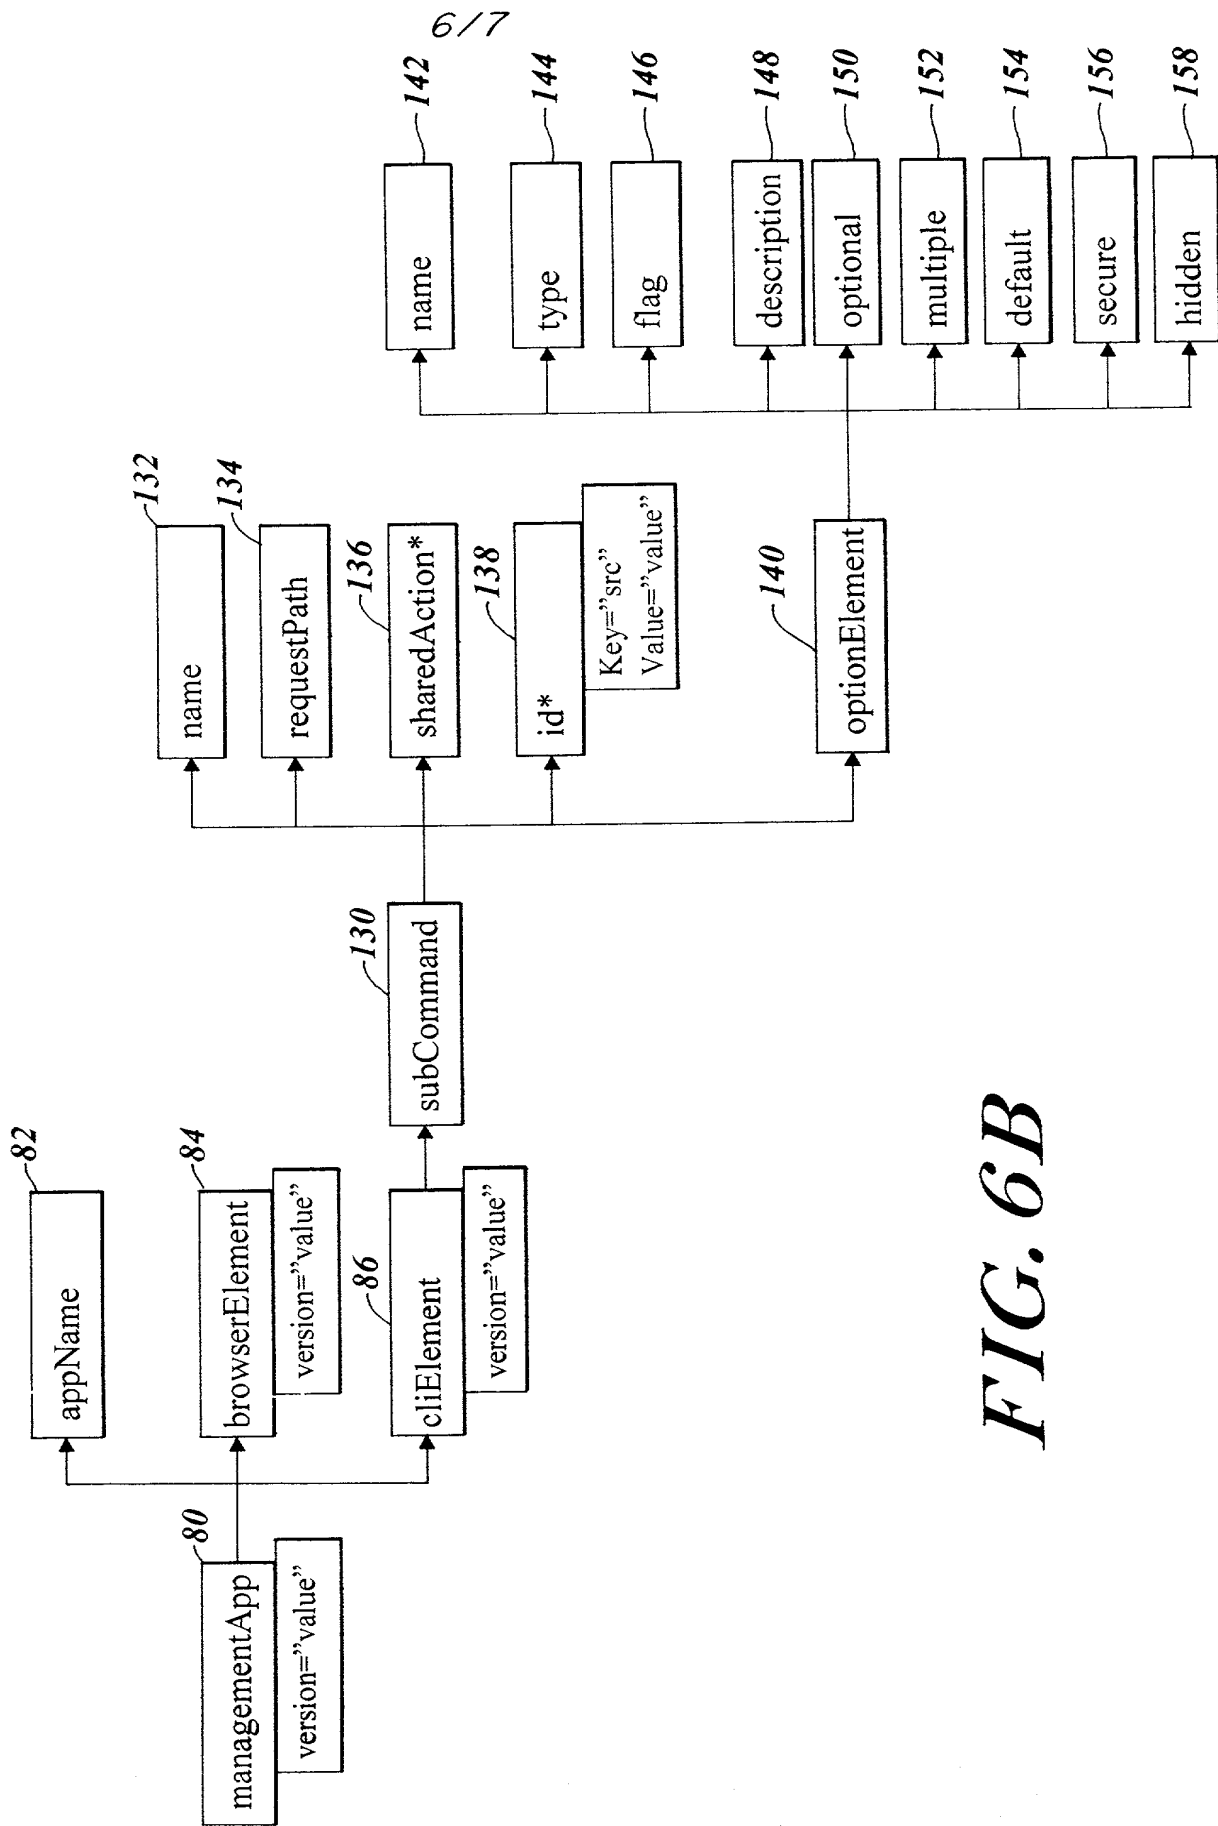 6/7
82
appName
80
managementApp
version=”value”
84
browserElement
version=”value”
86
cliElement
version=”value”
130
subCommand
132
name
134
requestPath
136
sharedAction*
138
id*
Key=”src”
Value=”value”
140
optionElement
142
name
144
type
146
flag
148
description
150
optional
152
multiple
154
default
156
secure
158
hidden
FIG. 6B